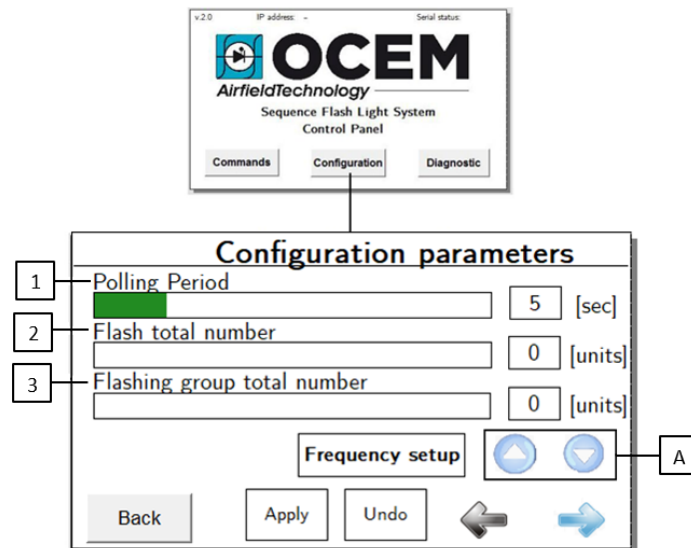 v.2.0 IP address: - Serial status:
OCEM
AirfieldTechnology
Sequence Flash Light System
Control Panel
Commands Configuration Diagnostic
Configuration parameters
1 Polling Period
5 [sec]
2 Flash total number
0 [units]
3 Flashing group total number
0 [units]
Frequency setup A
Back Apply Undo